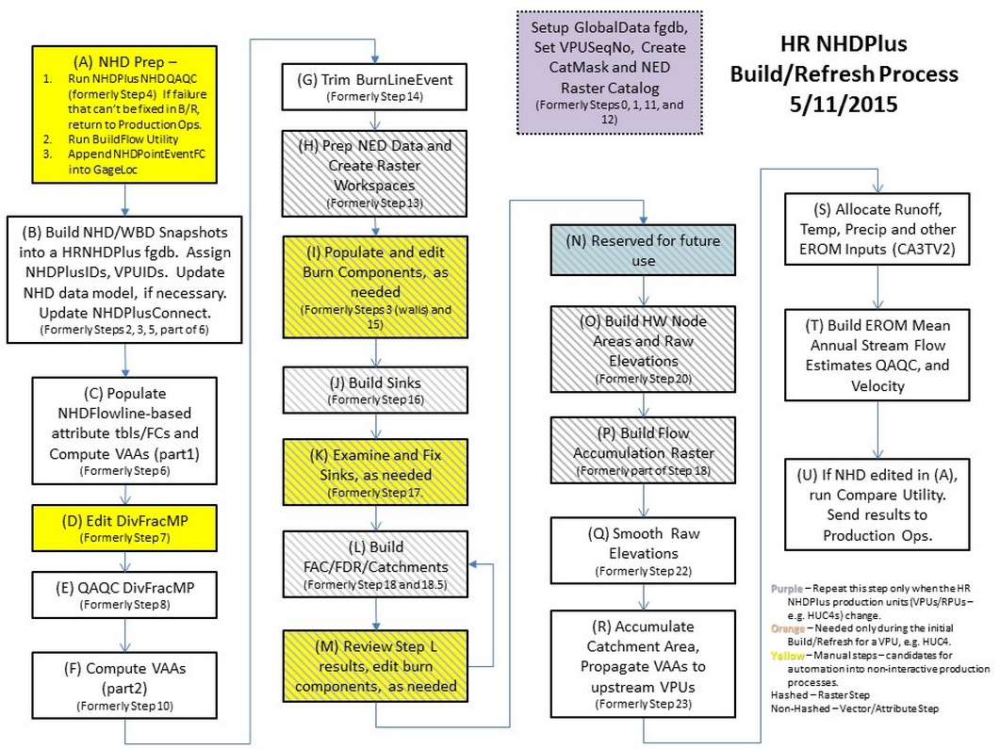 HR NHDPlus
Build/Refresh Process
5/11/2015
Setup GlobalData fgdb,
Set VPUSeqNo, Create
CatMask and NED
Raster Catalog
(Formerly Steps 0, 1, 11, and
12)
(A) NHD Prep –
1. Run NHDPlus NHD QAQC
(formerly Step 4) If failure
that can't be fixed in B/R,
return to Production Ops.
2. Run BuildFlow Utility
3. Append NHDPointEventFC
into GageLoc
(B) Build NHD/WBD Snapshots
into a HRNHDPlus fgdb. Assign
NHDPlusIDs, VPUIDs. Update
NHD data model, if necessary.
Update NHDPlusConnect.
(Formerly Steps 2, 3, 5, part of 6)
(C) Populate
NHDFlowline-based
attribute tbls/FCs and
Compute VAAs (part1)
(Formerly Step 6)
(D) Edit DivFracMP
(Formerly Step 7)
(E) QAQC DivFracMP
(Formerly Step 8)
(F) Compute VAAs
(part2)
(Formerly Step 10)
(G) Trim BurnLineEvent
(Formerly Step 14)
(H) Prep NED Data and
Create Raster
Workspaces
(Formerly Step 13)
(I) Populate and edit
Burn Components, as
needed
(Formerly Steps 3 (walls) and
15)
(J) Build Sinks
(Formerly Step 16)
(K) Examine and Fix
Sinks, as needed
(Formerly Step 17.
(L) Build
FAC/FDR/Catchments
(Formerly Step 18 and 18.5)
(M) Review Step L
results, edit burn
components, as needed
(N) Reserved for future
use
(O) Build HW Node
Areas and Raw
Elevations
(Formerly Step 20)
(P) Build Flow
Accumulation Raster
(Formerly part of Step 18)
(Q) Smooth Raw
Elevations
(Formerly Step 22)
(R) Accumulate
Catchment Area,
Propagate VAAs to
upstream VPUs
(Formerly Step 23)
(S) Allocate Runoff,
Temp, Precip and other
EROM Inputs (CA3TV2)
(T) Build EROM Mean
Annual Stream Flow
Estimates QAQC, and
Velocity
(U) If NHD edited in (A),
run Compare Utility.
Send results to
Production Ops.
Purple – Repeat this step only when the HR
NHDPlus production units (VPUs/RPUs –
e.g. HUC4s) change.
Orange – Needed only during the initial
Build/Refresh for a VPU, e.g. HUC4.
Yellow – Manual steps – candidates for
automation into non-interactive production
processes.
Hashed – Raster Step
Non-Hashed – Vector/Attribute Step